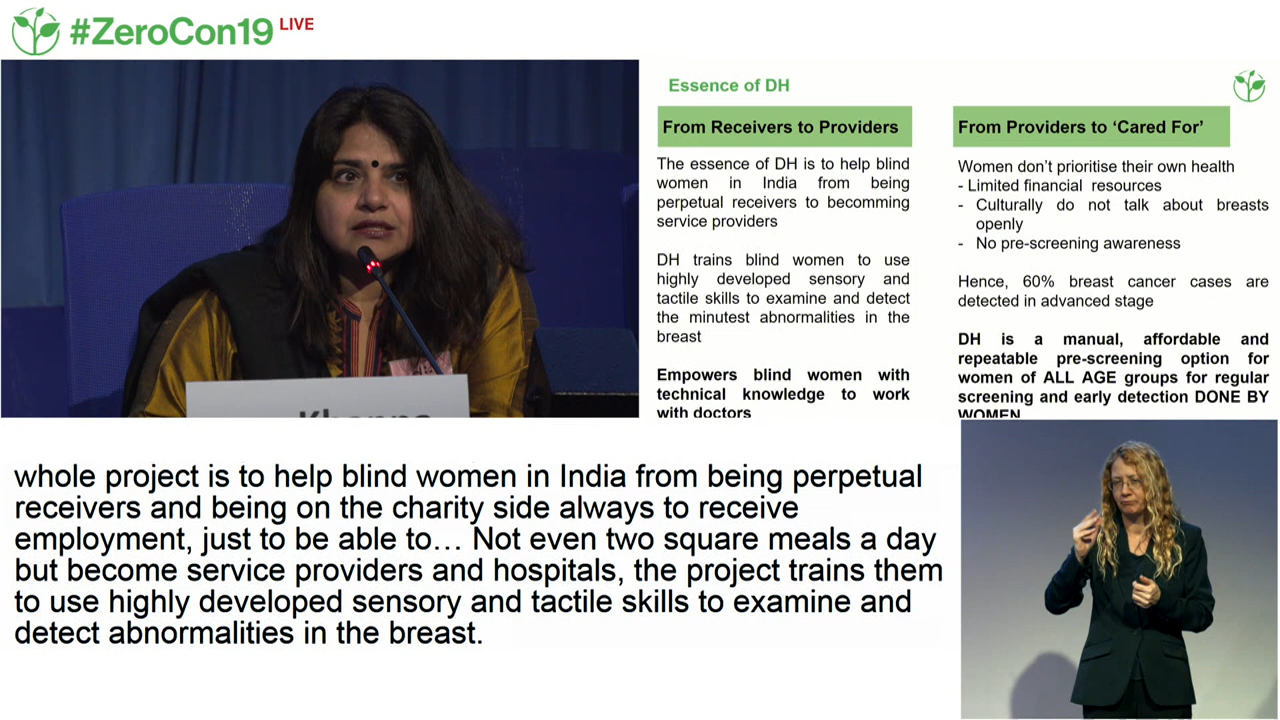 #ZeroCon19 LIVE
Essence of DH
From Receivers to Providers
The essence of DH is to help blind
women in India from being
perpetual receivers to becomming
service providers
DH trains blind women to use
highly developed sensory and
tactile skills to examine and detect
the minutest abnormalities in the
breast
Empowers blind women with
technical knowledge to work
with doctors
From Providers to ‘Cared For’
Women don’t prioritise their own health
- Limited financial resources
- Culturally do not talk about breasts
openly
- No pre-screening awareness
Hence, 60% breast cancer cases are
detected in advanced stage
DH is a manual, affordable and
repeatable pre-screening option for
women of ALL AGE groups for regular
screening and early detection DONE BY
WOMEN
Khanna
whole project is to help blind women in India from being perpetual
receivers and being on the charity side always to receive
employment, just to be able to… Not even two square meals a day
but become service providers and hospitals, the project trains them
to use highly developed sensory and tactile skills to examine and
detect abnormalities in the breast.